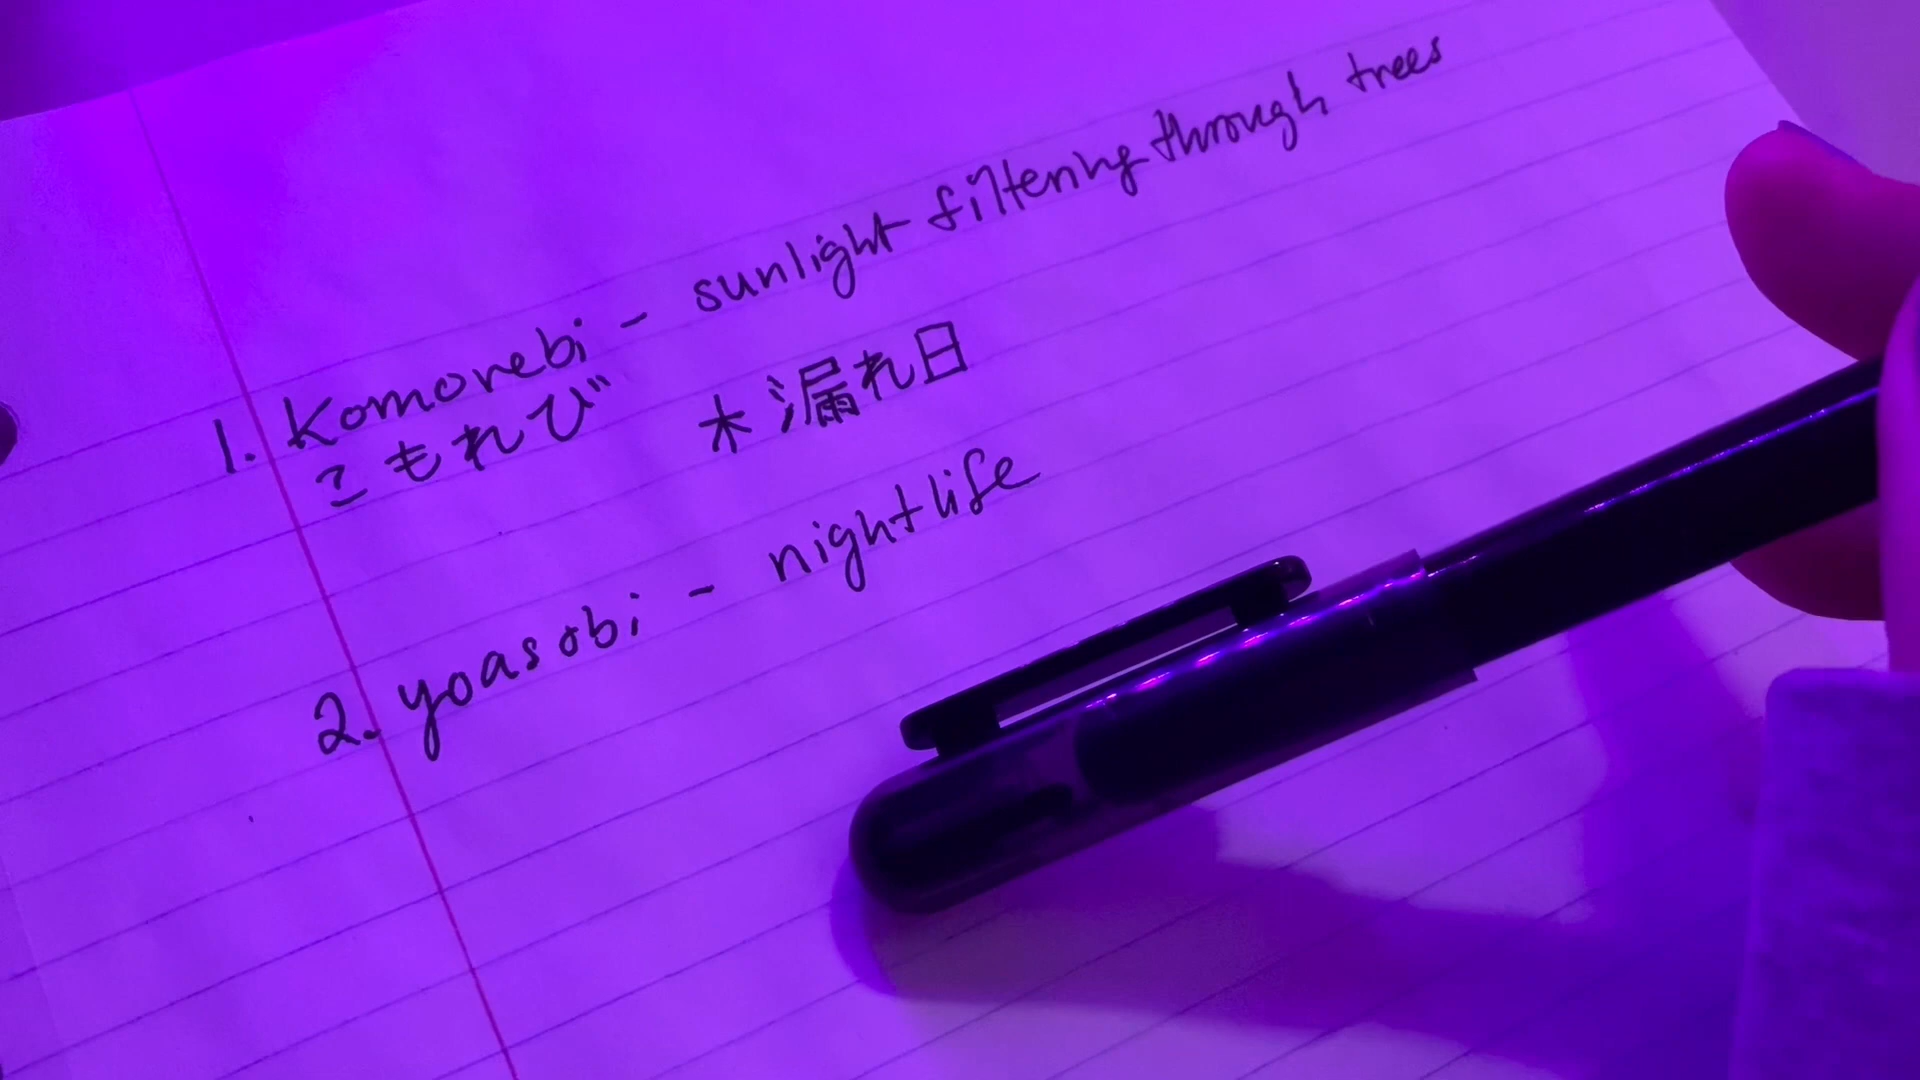 1. Komorebi - sunlight filtering through trees
こもれび 木漏れ日
2. yoasobi - nightlife